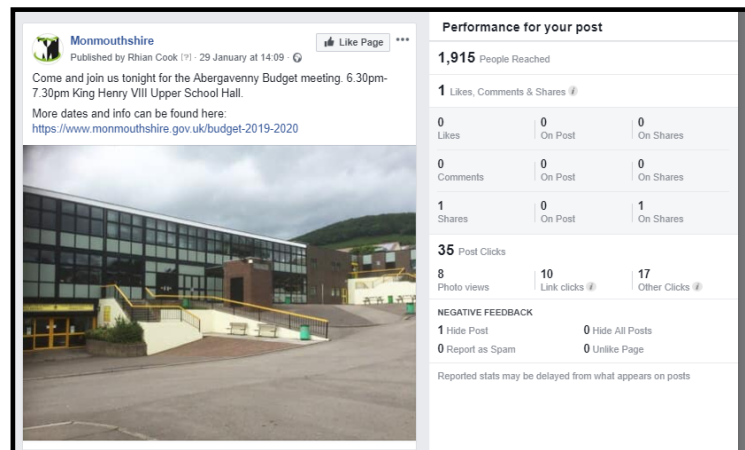 Monmouthshire
Published by Rhian Cook [?] · 29 January at 14:09 ·
Like Page
Come and join us tonight for the Abergavenny Budget meeting. 6.30pm-
7.30pm King Henry VIII Upper School Hall.
More dates and info can be found here:
https://www.monmouthshire.gov.uk/budget-2019-2020
Performance for your post
1,915 People Reached
1 Likes, Comments & Shares i
0 0 0
Likes On Post On Shares
0 0 0
Comments On Post On Shares
1 0 1
Shares On Post On Shares
35 Post Clicks
8 10 17
Photo views Link clicks i Other Clicks i
NEGATIVE FEEDBACK
1 Hide Post 0 Hide All Posts
0 Report as Spam 0 Unlike Page
Reported stats may be delayed from what appears on posts